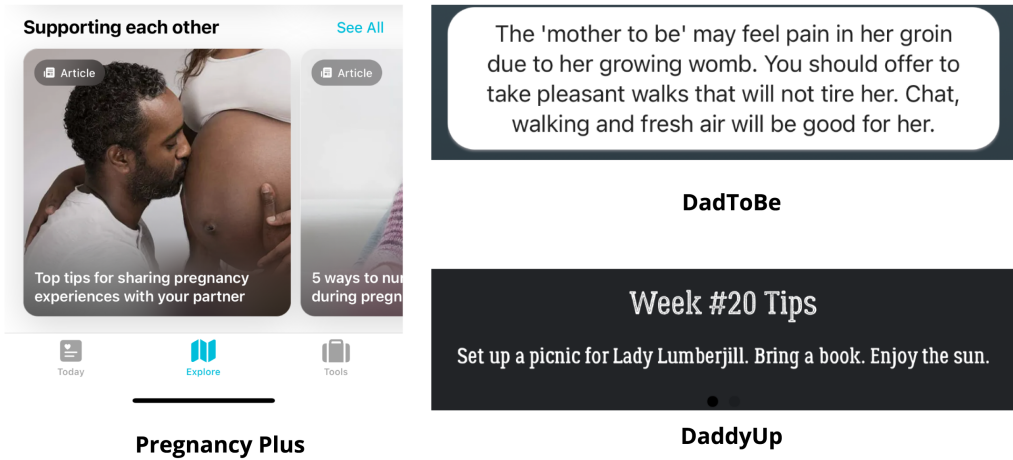 Supporting each other
See All
Article
Article
Top tips for sharing pregnancy
experiences with your partner
5 ways to nur
during pregn
Today
Explore
Tools
Pregnancy Plus
The 'mother to be' may feel pain in her groin
due to her growing womb. You should offer to
take pleasant walks that will not tire her. Chat,
walking and fresh air will be good for her.
DadToBe
Week #20 Tips
Set up a picnic for Lady Lumberjill. Bring a book. Enjoy the sun.
DaddyUp